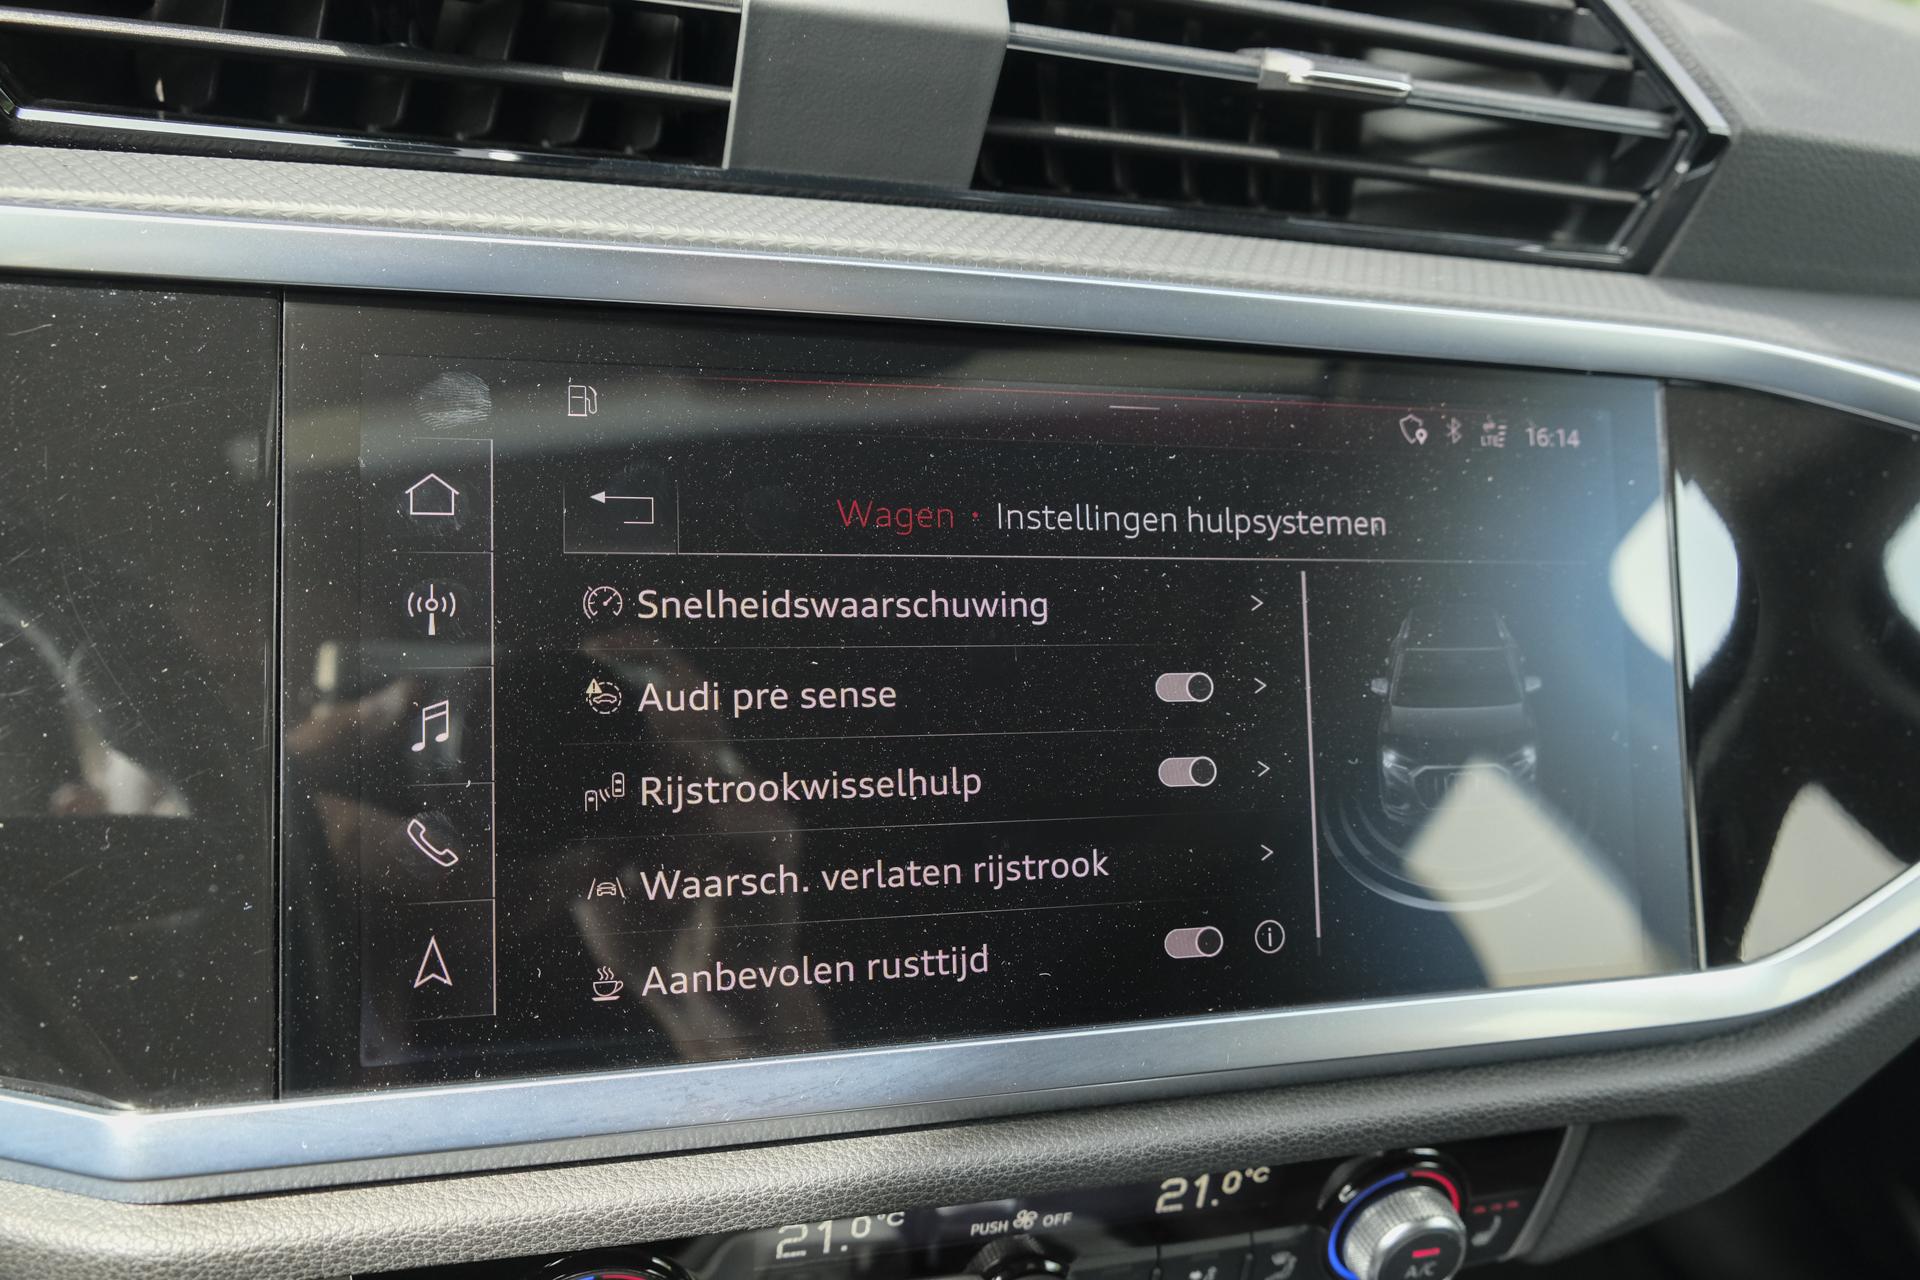 LTE 16:14
Wagen • Instellingen hulpsystemen
Snelheidswaarschuwing
Audi pre sense
Rijstrookwisselhulp
Waarsch. verlaten rijstrook
Aanbevolen rusttijd
21.0°C PUSH OFF 21.0°C
A/C